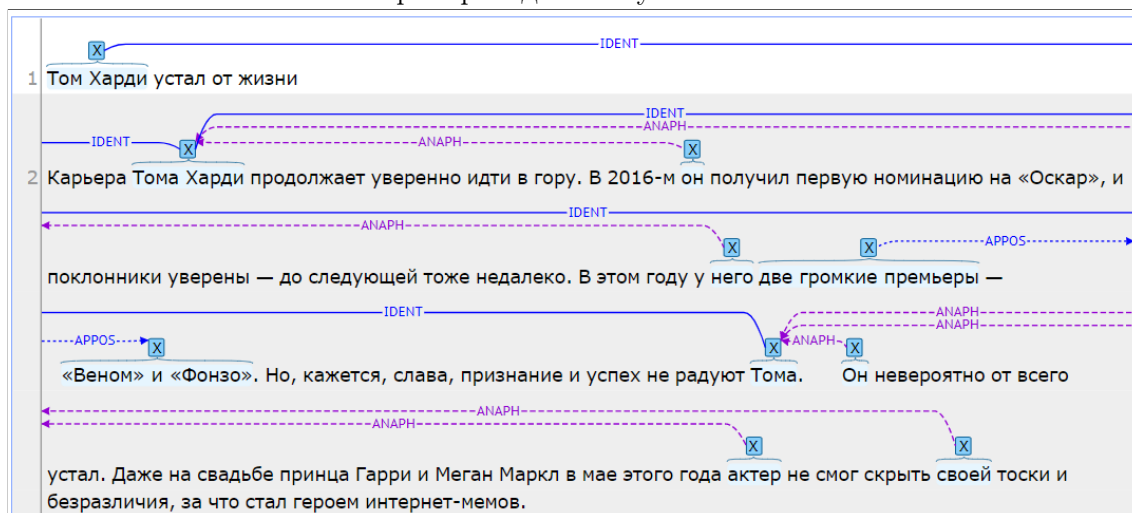 IDENT
X
1 Том Харди устал от жизни
IDENT
ANAPH
IDENT ANAPH
X X
2 Карьера Тома Харди продолжает уверенно идти в гору. В 2016-м он получил первую номинацию на «Оскар», и
IDENT
ANAPH
X X APPOS
поклонники уверены — до следующей тоже недалеко. В этом году у него две громкие премьеры —
IDENT ANAPH
ANAPH
APPOS X X ANAPH X
«Веном» и «Фонзо». Но, кажется, слава, признание и успех не радуют Тома. Он невероятно от всего
ANAPH
ANAPH
X X
устал. Даже на свадьбе принца Гарри и Меган Маркл в мае этого года актер не смог скрыть своей тоски и
безразличия, за что стал героем интернет-мемов.